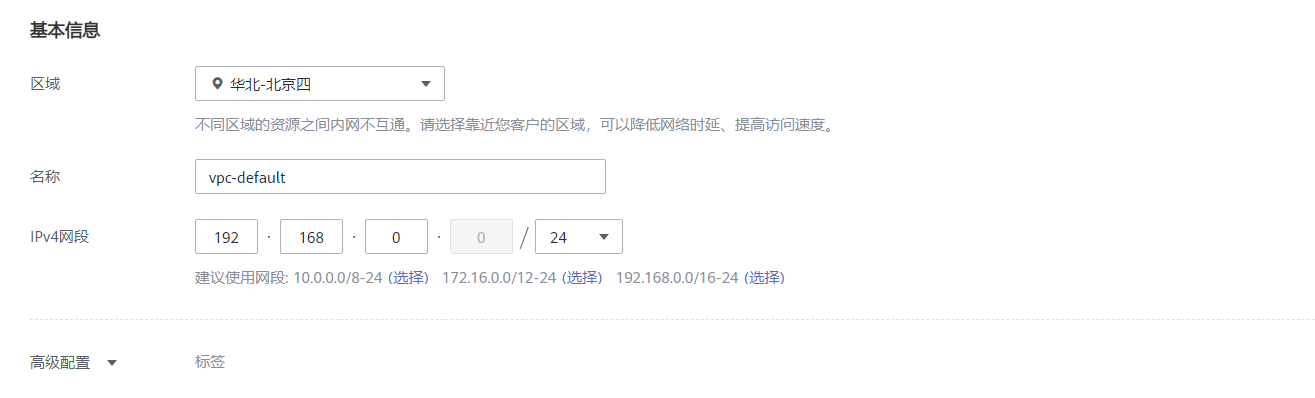 基本信息
区域 华北-北京四
不同区域的资源之间内网不互通。请选择靠近您客户的区域，可以降低网络时延、提高访问速度。
名称 vpc-default
IPv4网段 192 · 168 · 0 · 0 / 24
建议使用网段: 10.0.0.0/8-24 (选择) 172.16.0.0/12-24 (选择) 192.168.0.0/16-24 (选择)
高级配置 标签